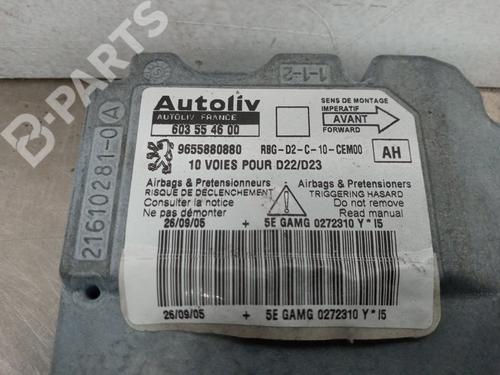 B-PARTS
1-1-2
21610281-0 A
Autoliv
AUTOLIV FRANCE
603 55 46 00
SENS DE MONTAGE
IMPERATIF
AVANT
FORWARD
9655880880 RBG-D2-C-10-CEM00
10 VOIES POUR D22/D23
AH
Airbags & Pretensionneurs
RISQUE DE DÉCLENCHEMENT
Consulter la notice
Ne pas démonter
Airbags & Pretensioners
TRIGGERING HASARD
Do not remove
Read manual
26/09/05 + 5E GAMG 0272310 Y * I5
26/09/05 + 5E GAMG 0272310 Y * I5